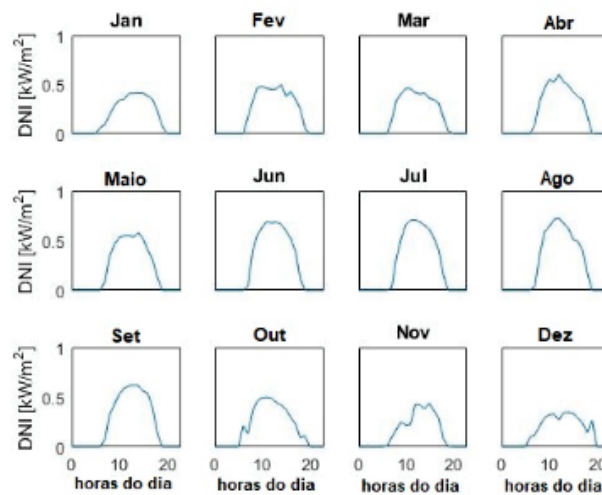 Jan Fev Mar Abr
DNI [kW/m2]
1
0.5
0
Maio Jun Jul Ago
DNI [kW/m2]
1
0.5
0
Set Out Nov Dez
DNI [kW/m2]
1
0.5
0
0 10 20 0 10 20 0 10 20 0 10 20
horas do dia horas do dia horas do dia horas do dia